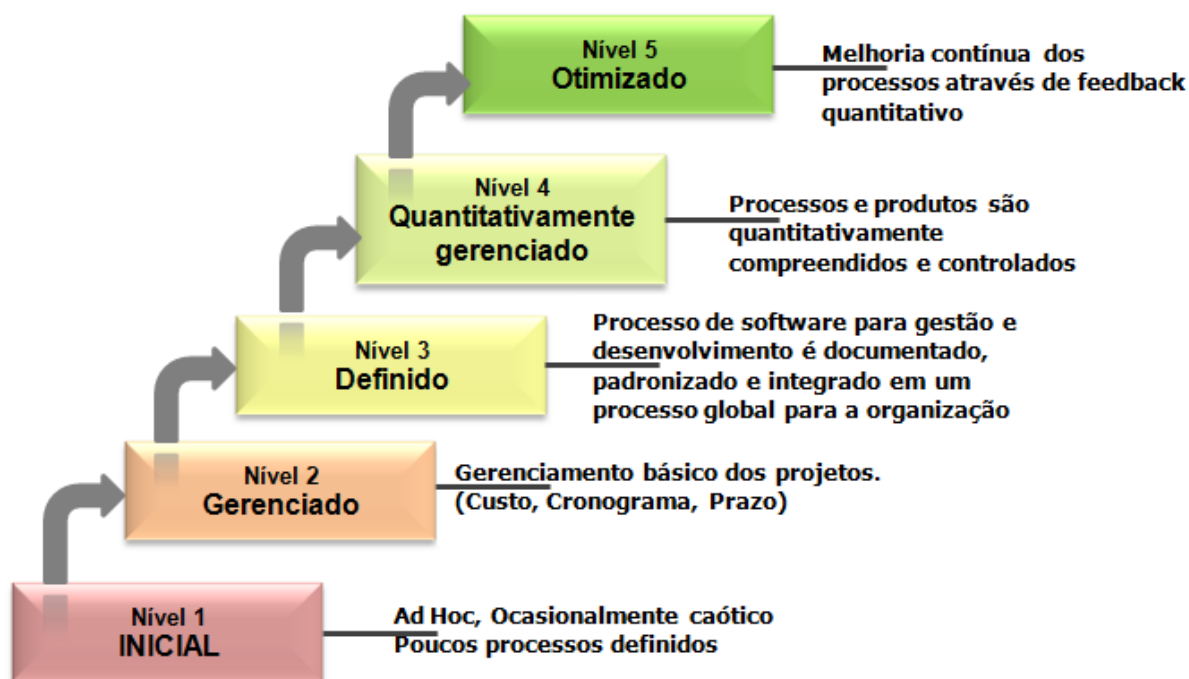 Nível 5
Otimizado
Melhoria contínua dos
processos através de feedback
quantitativo
Nível 4
Quantitativamente
gerenciado
Processos e produtos são
quantitativamente
compreendidos e controlados
Nível 3
Definido
Processo de software para gestão e
desenvolvimento é documentado,
padronizado e integrado em um
processo global para a organização
Nível 2
Gerenciado
Gerenciamento básico dos projetos.
(Custo, Cronograma, Prazo)
Nível 1
INICIAL
Ad Hoc, Ocasionalmente caótico
Poucos processos definidos